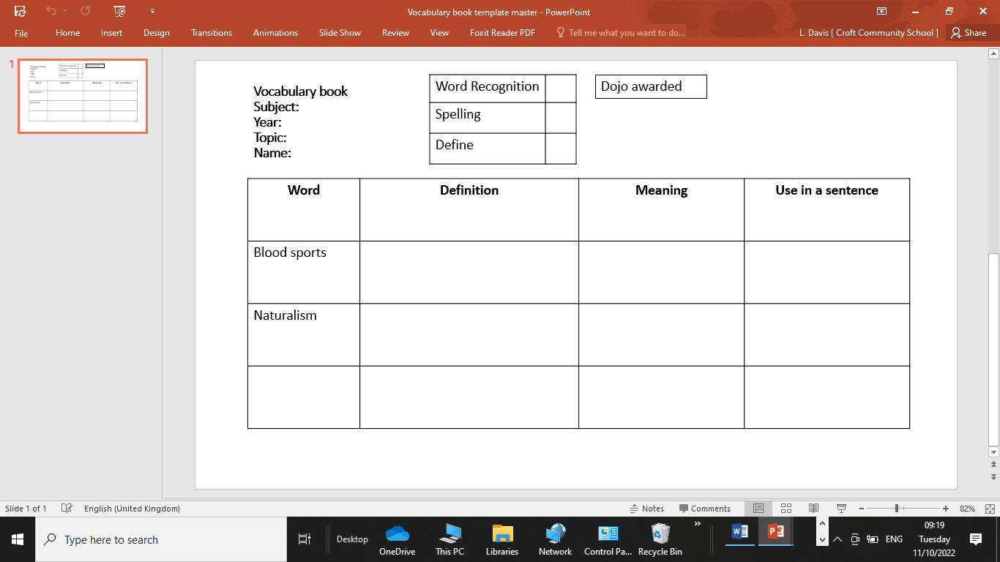 Vocabulary book template master - PowerPoint
File Home Insert Design Transitions Animations Slide Show Review View Foxit Reader PDF Tell me what you want to do... L. Davis [ Croft Community School ] Share
1
Vocabulary book
Subject:
Year:
Topic:
Name:
Word Recognition
Spelling
Define
Dojo awarded
Word Definition Meaning Use in a sentence
Blood sports
Naturalism
Slide 1 of 1 English (United Kingdom) Notes Comments 82%
Type here to search
Desktop
OneDrive
This PC
Libraries
Network
Control Pa...
Recycle Bin
ENG
09:19
Tuesday
11/10/2022